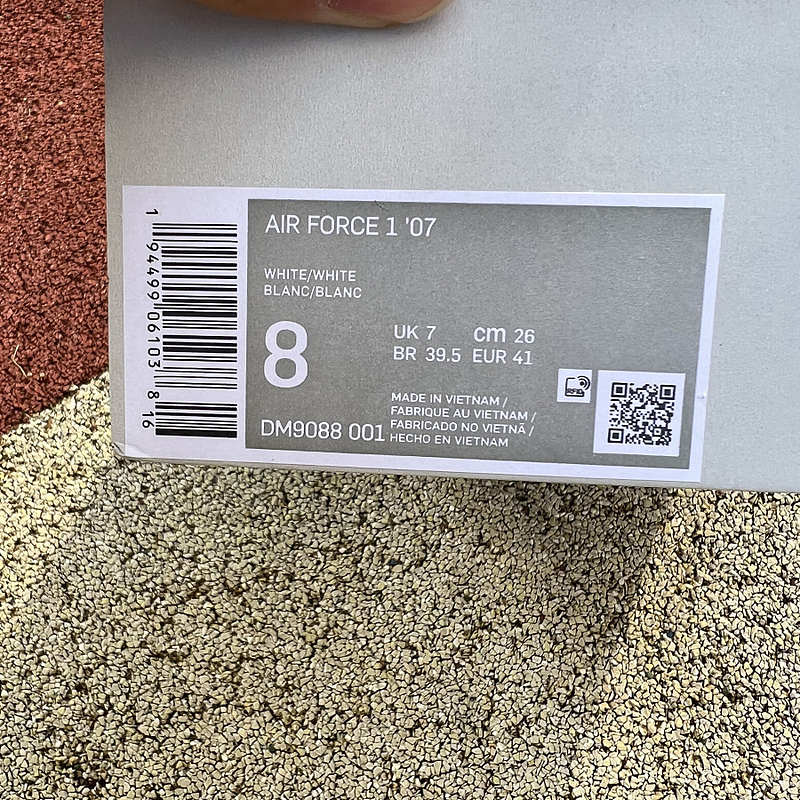 AIR FORCE 1 '07
WHITE/WHITE
BLANC/BLANC
8
UK 7 cm 26
BR 39.5 EUR 41
MADE IN VIETNAM /
FABRIQUE AU VIETNAM /
FABRICADO NO VIETNÃ /
HECHO EN VIETNAM
DM9088 001
1 94499 06103 8 16